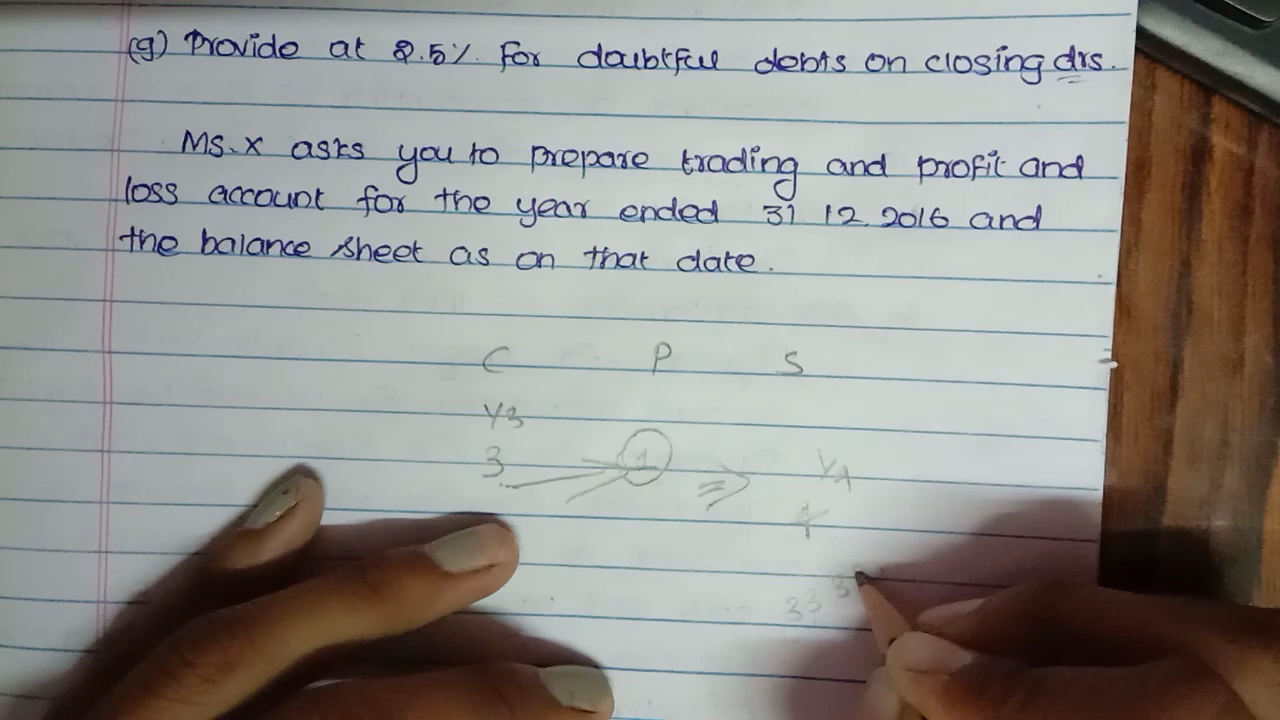 (g) Provide at 2.5% for doubtful debts on closing drs.
Ms. X asks you to prepare trading and profit and
loss account for the year ended 31 12 2016 and
the balance sheet as on that date.
C P S
1/3
3 1 1/4
4
33 3